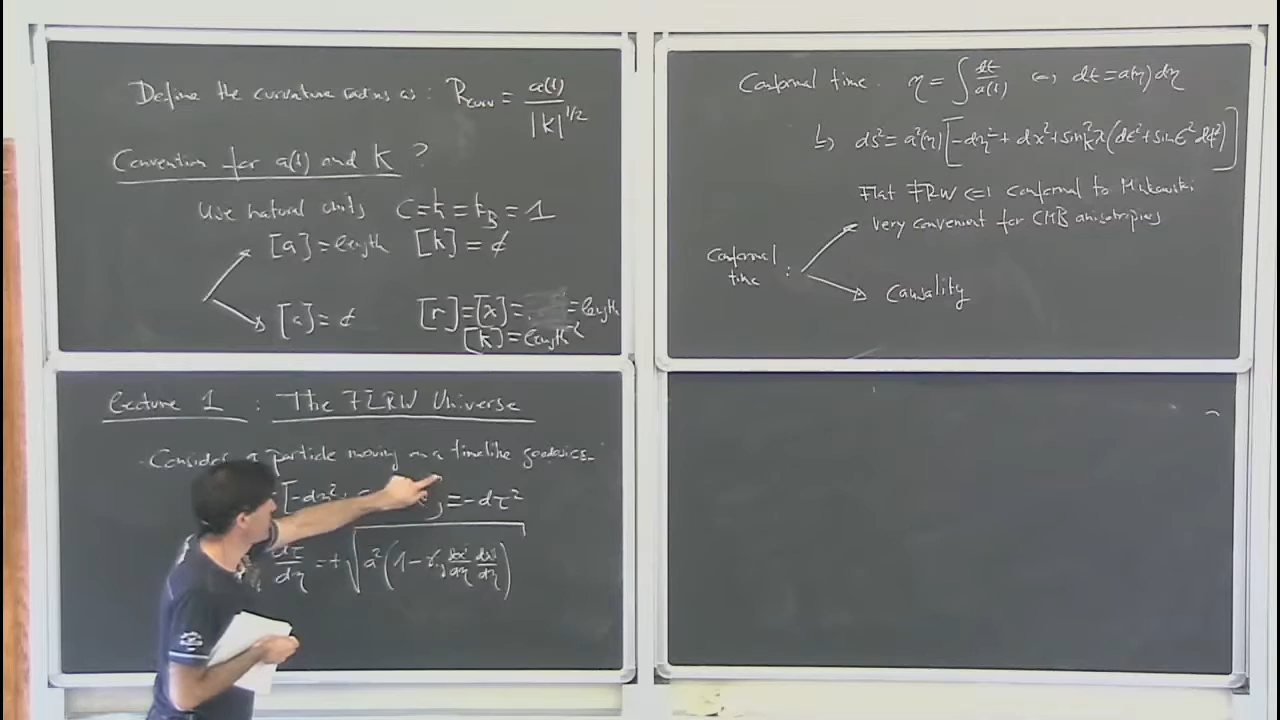 Define the curvature radius as : R_curv = a(t) / |k|^1/2
Convention for a(t) and k ?
Use natural units c = ħ = k_B = 1
[a] = length [k] = ¢
[a] = ¢ [r] = [χ] = = length
[k] = length^-2
Lecture 1 : The FLRW Universe
Consider a particle moving on a timelike geodesic
[-dη² = -dτ²
dτ/dη = + √(a²(1 - γij dx^i/dη dx^j/dη))
Conformal time . η = ∫ dt/a(t) ⇔ dt = a(η) dη
↳ ds² = a²(η) [-dη² + dχ² + sin_k² χ (dθ² + sinθ² dφ²)]
Flat FRW ⇔ conformal to Minkowski
very convenient for CMB anisotropies
Conformal
time :
Causality